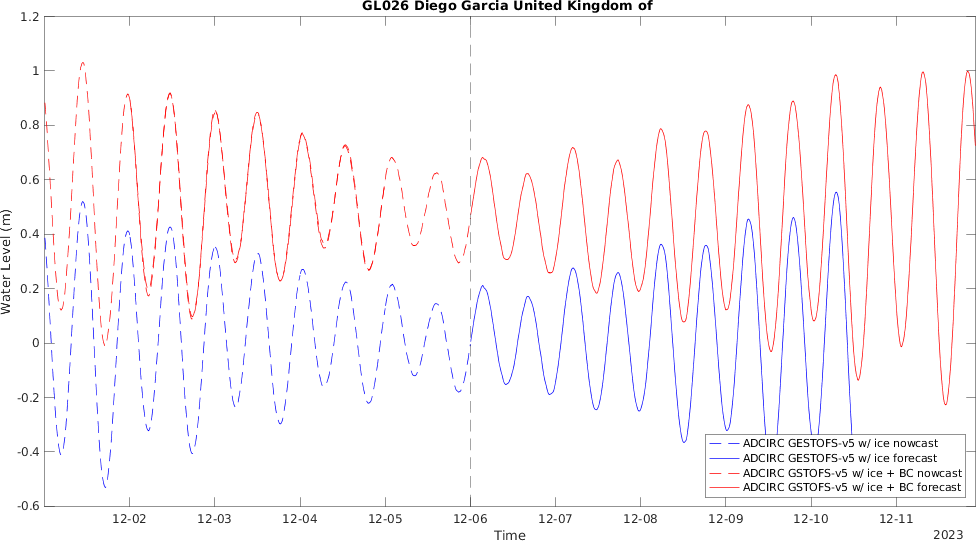 GL026 Diego Garcia United Kingdom of
1.2
1
0.8
0.6
0.4
0.2
0
-0.2
-0.4
-0.6
Water Level (m)
ADCIRC GESTOFS-v5 w/ ice nowcast
ADCIRC GESTOFS-v5 w/ ice forecast
ADCIRC GSTOFS-v5 w/ ice + BC nowcast
ADCIRC GSTOFS-v5 w/ ice + BC forecast
12-02 12-03 12-04 12-05 12-06 12-07 12-08 12-09 12-10 12-11
Time
2023